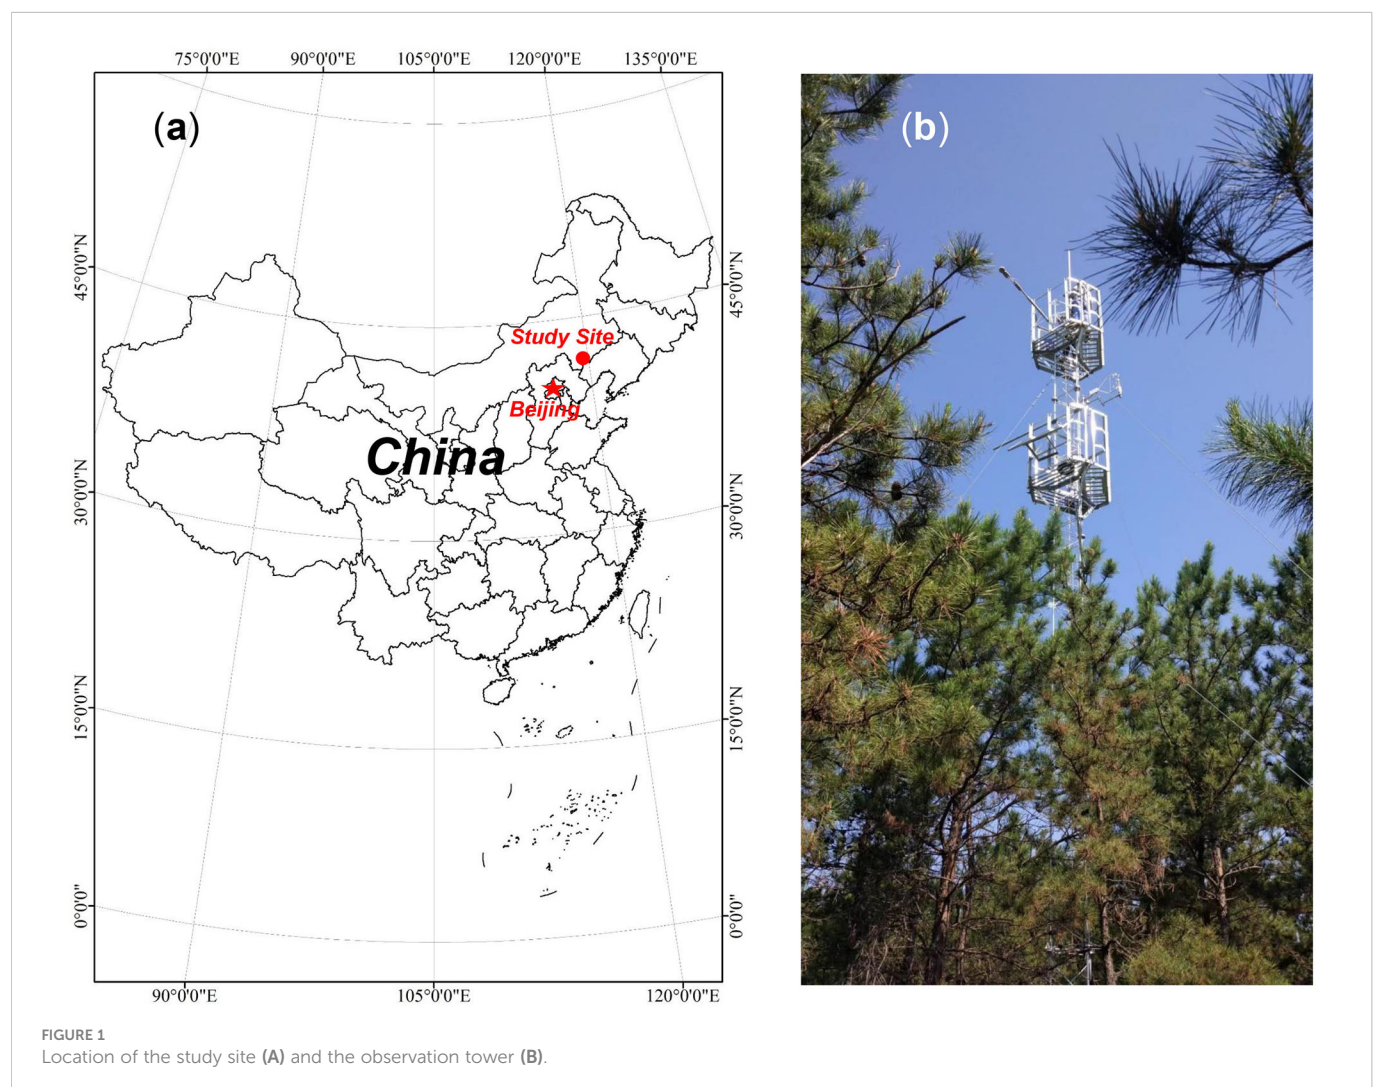 75°0'0"E 90°0'0"E 105°0'0"E 120°0'0"E 135°0'0"E
(a)
(b)
45°0'0"N
45°0'0"N
Study Site
Beijing
China
30°0'0"N
30°0'0"N
15°0'0"N
15°0'0"N
0°0'0"
0°0'0"
90°0'0"E 105°0'0"E 120°0'0"E
FIGURE 1
Location of the study site (A) and the observation tower (B).